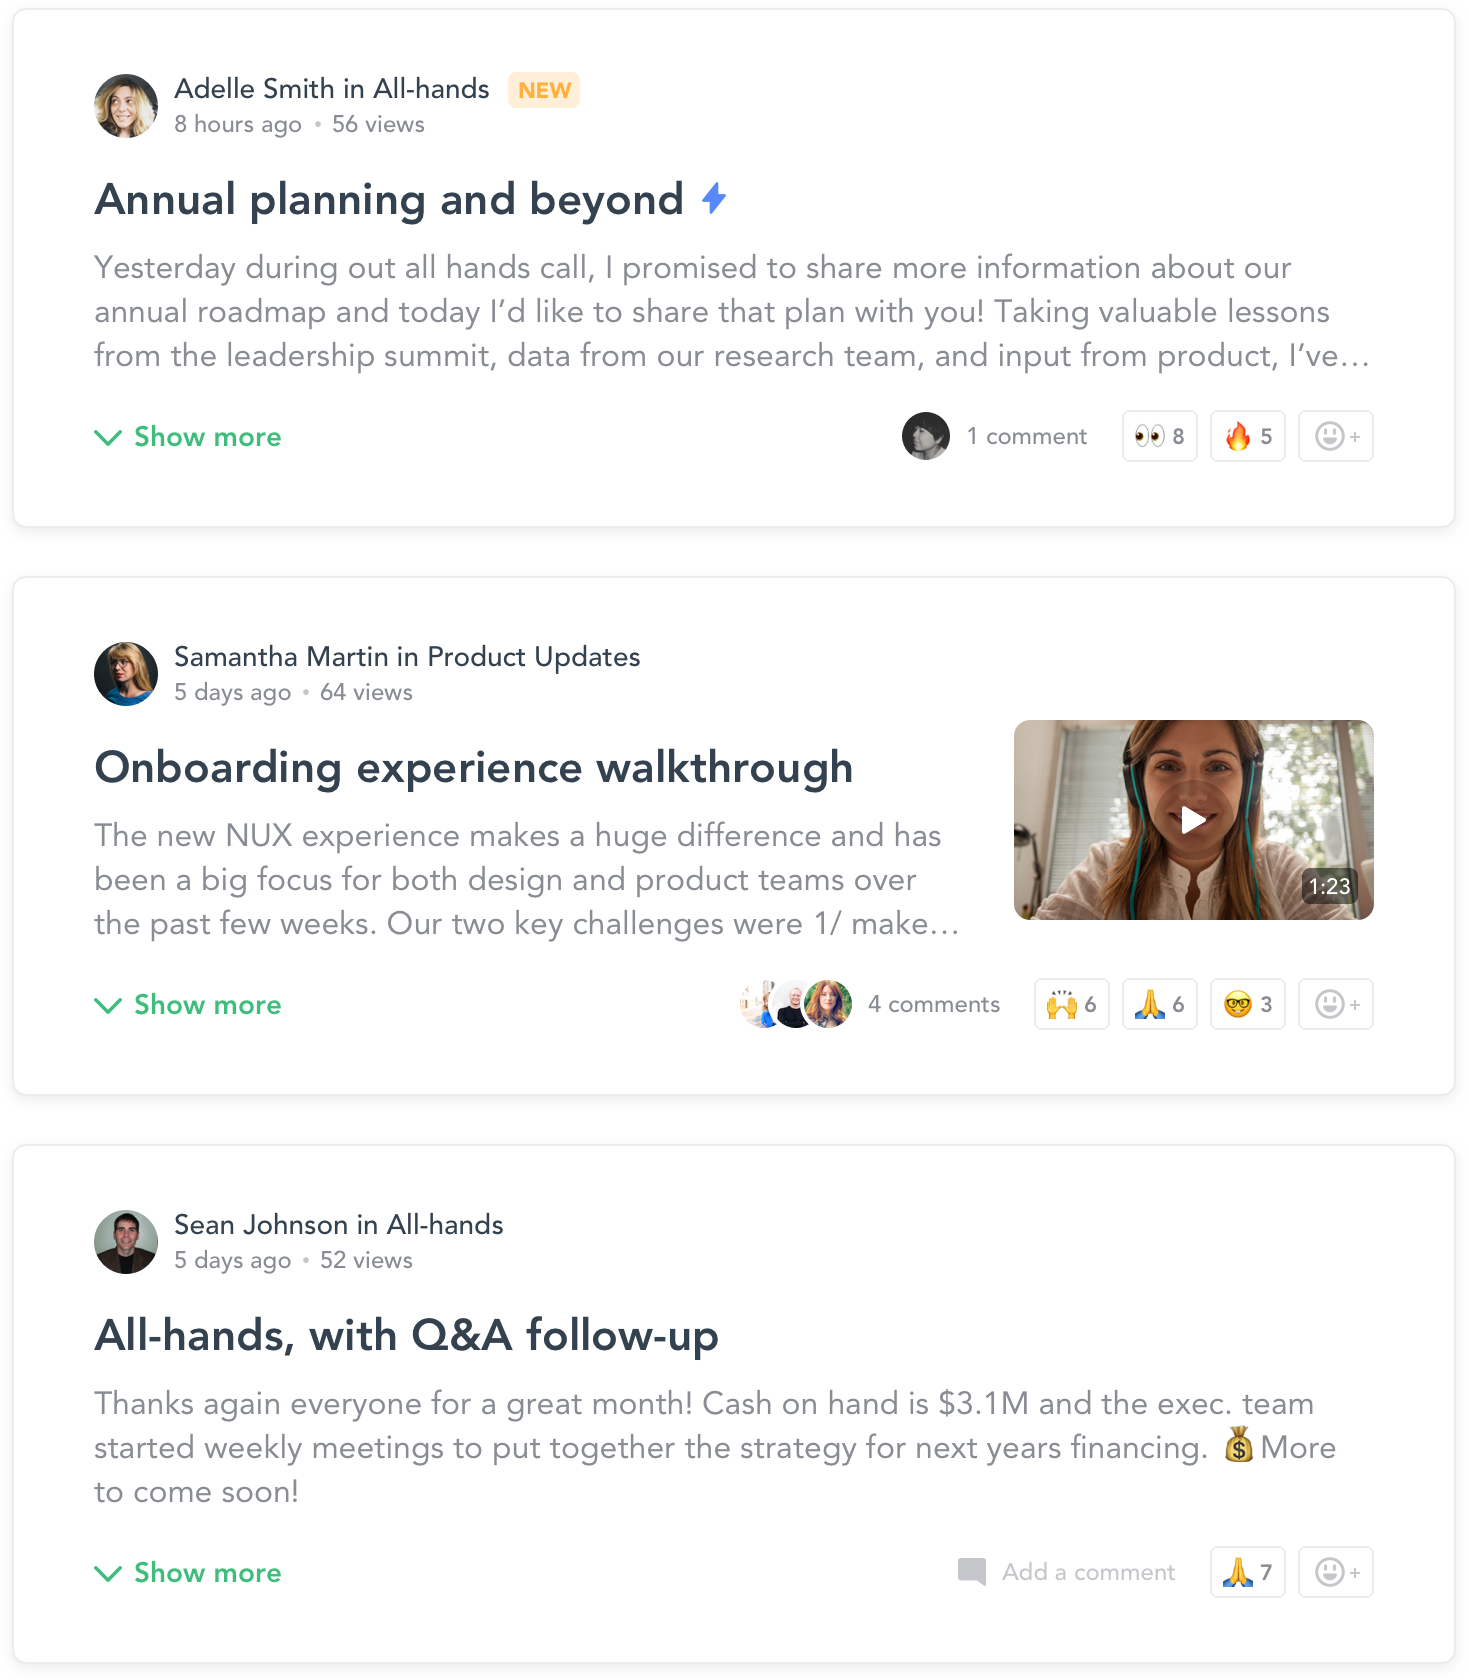 Adelle Smith in All-hands NEW
8 hours ago • 56 views
Annual planning and beyond
Yesterday during out all hands call, I promised to share more information about our
annual roadmap and today I’d like to share that plan with you! Taking valuable lessons
from the leadership summit, data from our research team, and input from product, I’ve…
Show more
1 comment
👀 8
🔥 5
+
Samantha Martin in Product Updates
5 days ago • 64 views
Onboarding experience walkthrough
The new NUX experience makes a huge difference and has
been a big focus for both design and product teams over
the past few weeks. Our two key challenges were 1/ make…
1:23
Show more
4 comments
🙌 6
🙏 6
🤓 3
+
Sean Johnson in All-hands
5 days ago • 52 views
All-hands, with Q&A follow-up
Thanks again everyone for a great month! Cash on hand is $3.1M and the exec. team
started weekly meetings to put together the strategy for next years financing. 💰More
to come soon!
Show more
Add a comment
🙏 7
+